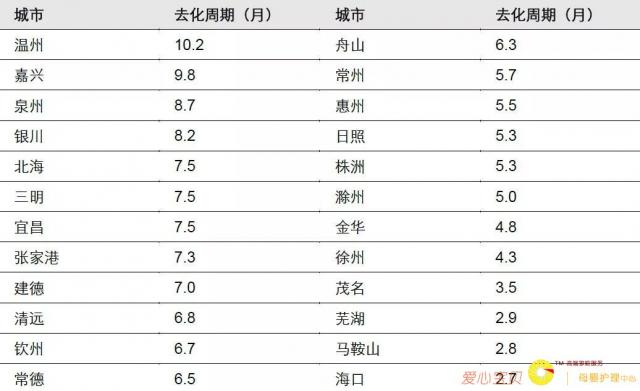 城市 去化周期（月） 城市 去化周期（月）
温州 10.2 舟山 6.3
嘉兴 9.8 常州 5.7
泉州 8.7 惠州 5.5
银川 8.2 日照 5.3
北海 7.5 株洲 5.3
三明 7.5 滁州 5.0
宜昌 7.5 金华 4.8
张家港 7.3 徐州 4.3
建德 7.0 茂名 3.5
清远 6.8 芜湖 2.9
钦州 6.7 马鞍山 2.8
常德 6.5 海口 2.7
爱心宝贝
TM
母婴护理中心